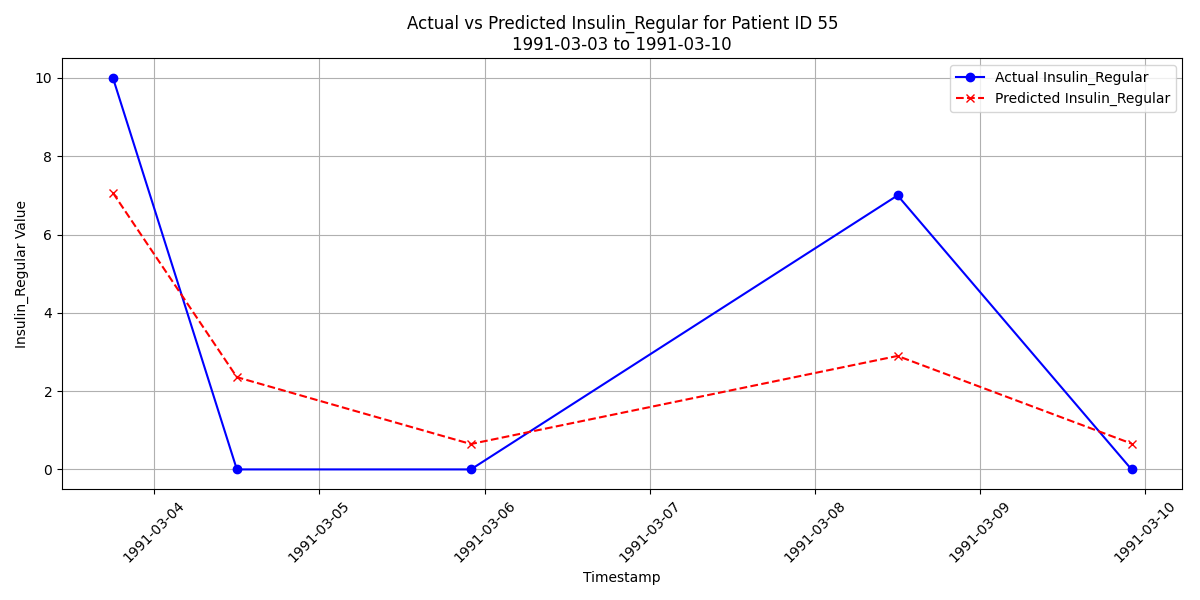 Actual vs Predicted Insulin_Regular for Patient ID 55
1991-03-03 to 1991-03-10
Actual Insulin_Regular
Predicted Insulin_Regular
Insulin_Regular Value
10
8
6
4
2
0
1991-03-04
1991-03-05
1991-03-06
1991-03-07
1991-03-08
1991-03-09
1991-03-10
Timestamp